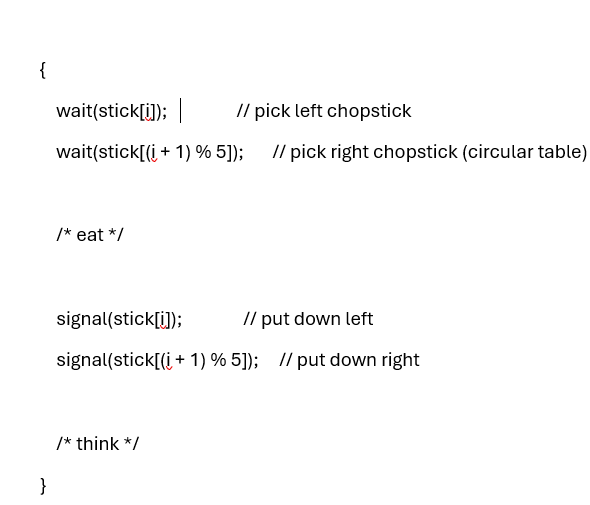 {
wait(stick[i]); // pick left chopstick
wait(stick[(i + 1) % 5]); // pick right chopstick (circular table)
/* eat */
signal(stick[i]); // put down left
signal(stick[(i + 1) % 5]); // put down right
/* think */
}